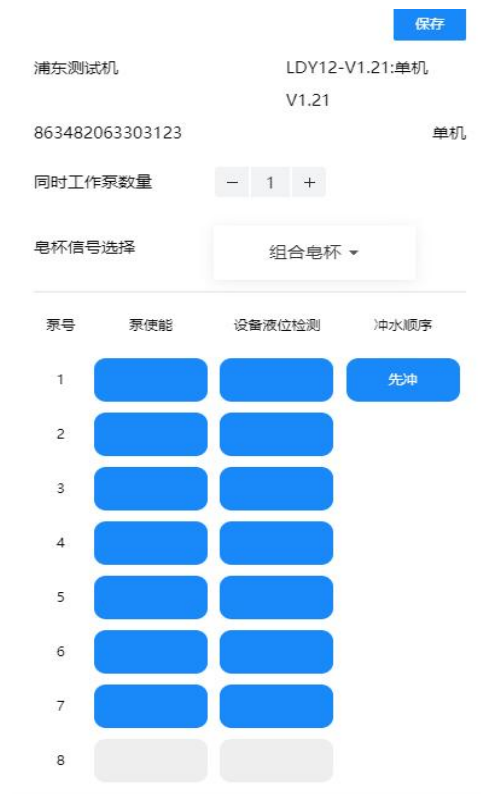 保存
浦东测试机 LDY12-V1.21:单机
V1.21
863482063303123 单机
同时工作泵数量 − 1 +
皂杯信号选择 组合皂杯
泵号 泵使能 设备液位检测 冲水顺序
1 先冲
2
3
4
5
6
7
8